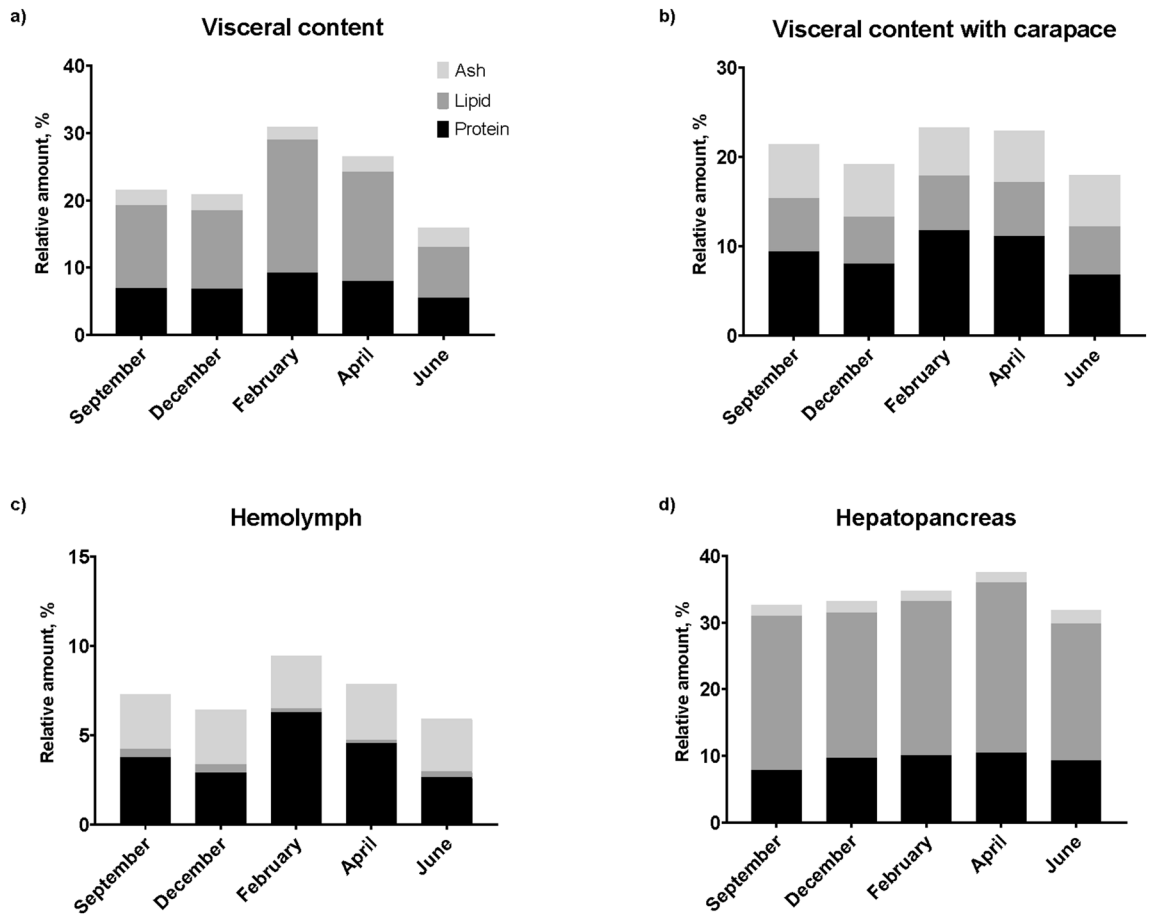 a)
Visceral content
40
30
20
10
0
Relative amount, %
Ash
Lipid
Protein
September
December
February
April
June
b)
Visceral content with carapace
30
20
10
0
Relative amount, %
September
December
February
April
June
c)
Hemolymph
15
10
5
0
Relative amount, %
September
December
February
April
June
d)
Hepatopancreas
40
30
20
10
0
Relative amount, %
September
December
February
April
June